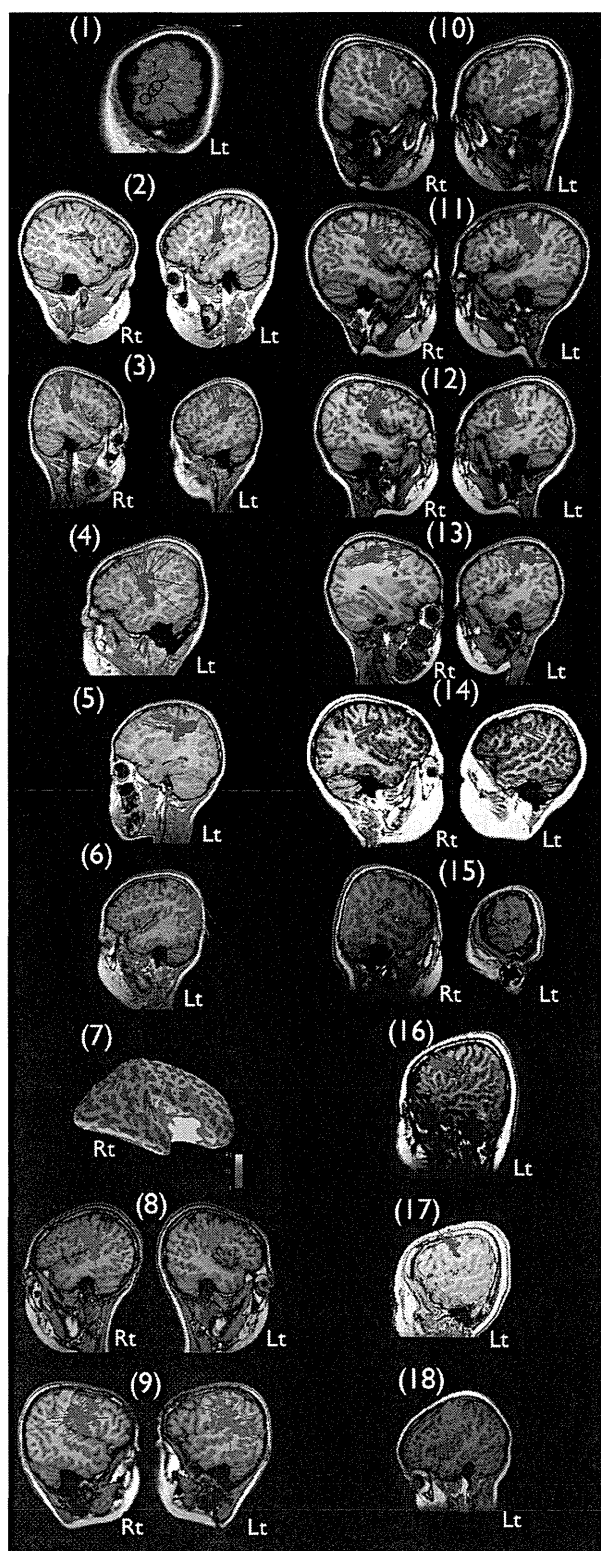 (1)
Lt
(2)
Rt
Lt
(3)
Rt
Lt
(4)
Lt
(5)
Lt
(6)
Lt
(7)
Rt
(8)
Rt
Lt
(9)
Rt
Lt
(10)
Rt
Lt
(11)
Rt
Lt
(12)
Rt
Lt
(13)
Rt
Lt
(14)
Rt
Lt
(15)
Rt
Lt
(16)
Lt
(17)
Lt
(18)
Lt